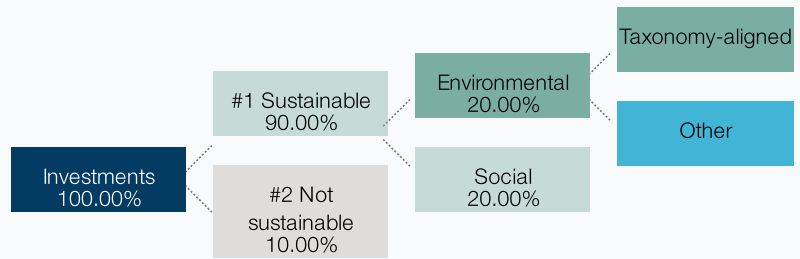 Investments
100.00%
#1 Sustainable
90.00%
#2 Not
sustainable
10.00%
Environmental
20.00%
Social
20.00%
Taxonomy-aligned
Other